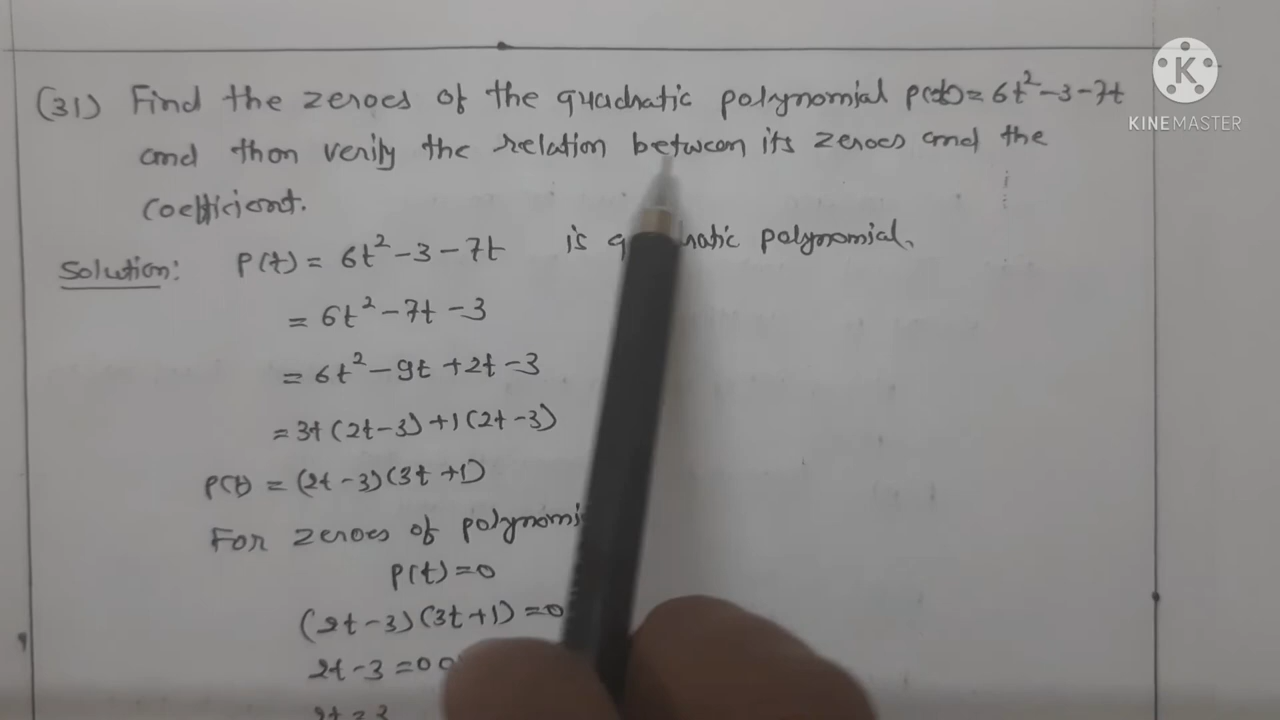 (31) Find the zeroes of the quadratic polynomial p(t) = 6t² - 3 - 7t
KINEMASTER
and then verify the relation between its zeroes and the
coefficient.
Solution: P(t) = 6t² - 3 - 7t is quadratic polynomial.
= 6t² - 7t - 3
= 6t² - 9t + 2t - 3
= 3t (2t - 3) + 1 (2t - 3)
P(t) = (2t - 3) (3t + 1)
For zeroes of
P(t) = 0
(2t - 3) (3t + 1) = 0
2t - 3 = 0
2t = 3